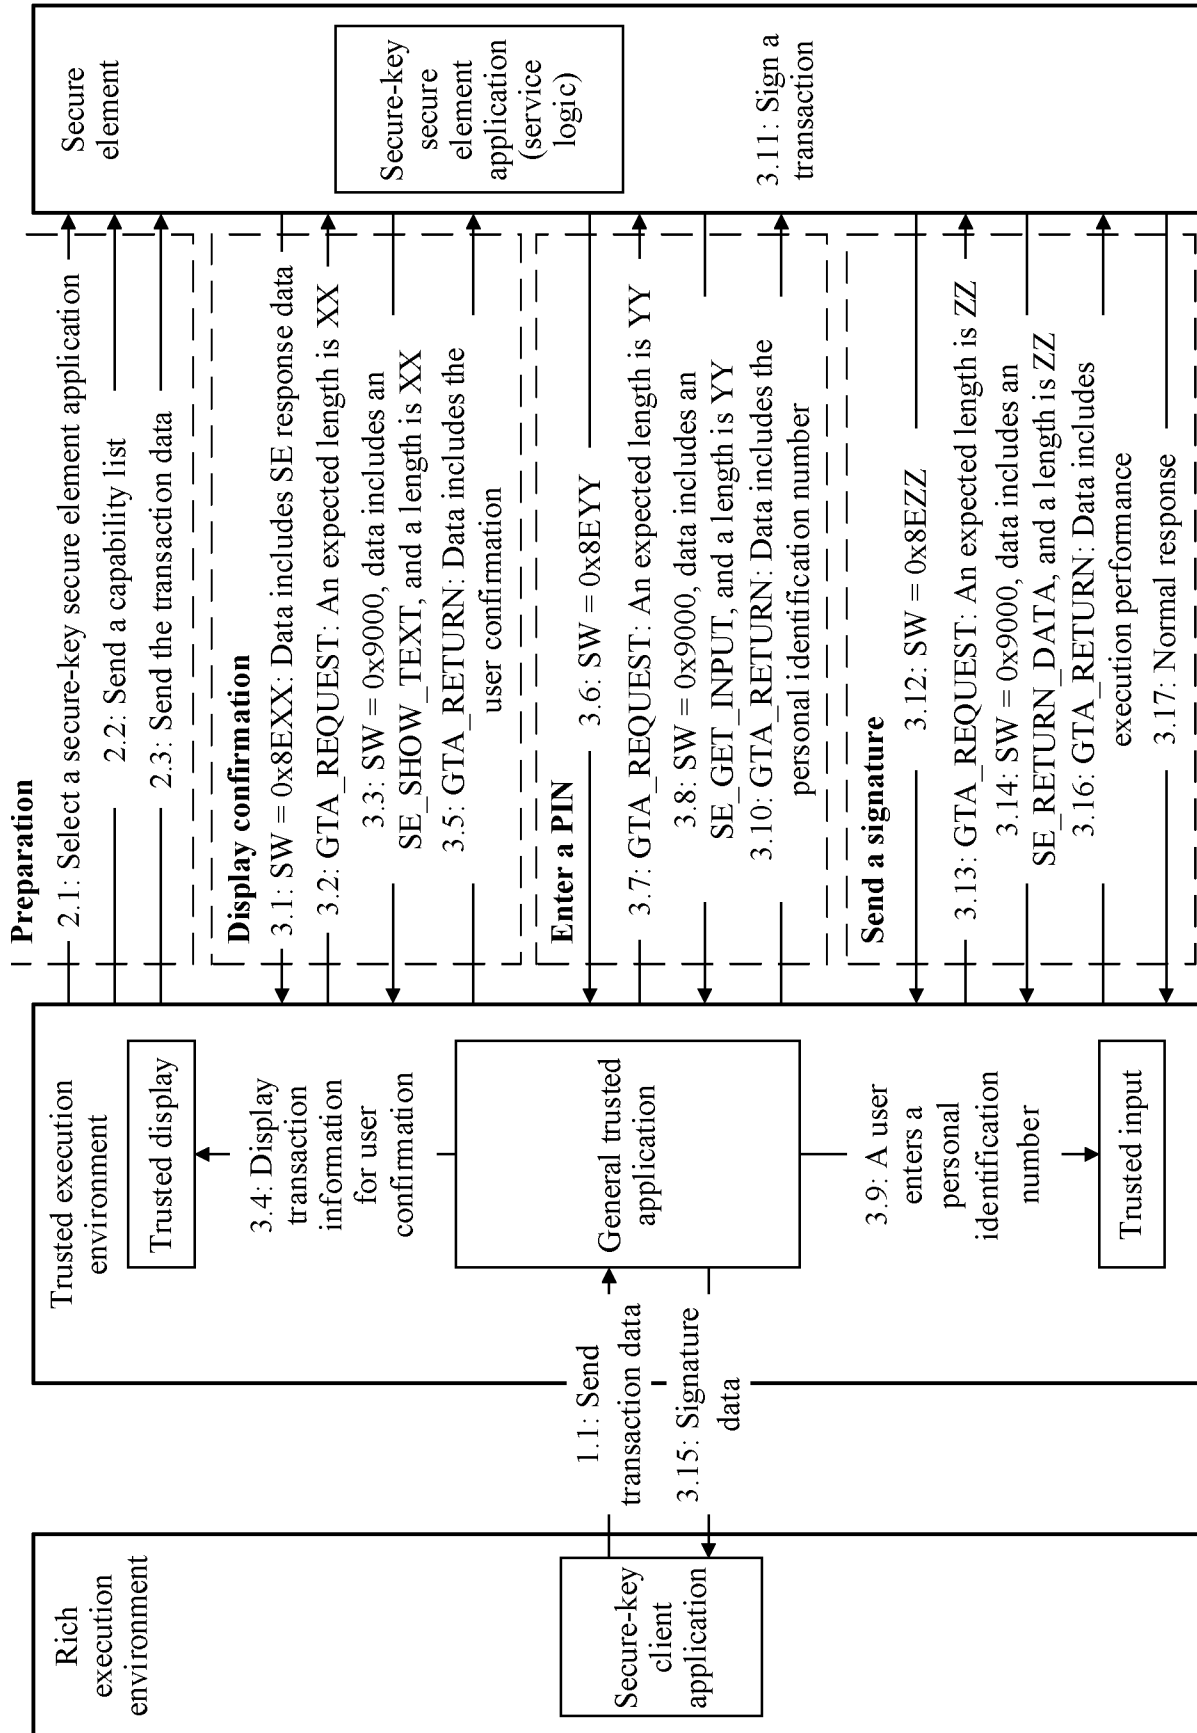 Rich
execution
environment
Secure-key
client
application
1.1: Send
transaction data
3.15: Signature
data
Trusted execution
environment
Trusted display
3.4: Display
transaction
information
for user
confirmation
General trusted
application
3.9: A user
enters a
personal
identification
number
Trusted input
Preparation
2.1: Select a secure-key secure element application
2.2: Send a capability list
2.3: Send the transaction data
Display confirmation
3.1: SW = 0x8EXX: Data includes SE response data
3.2: GTA_REQUEST: An expected length is XX
3.3: SW = 0x9000, data includes an
SE_SHOW_TEXT, and a length is XX
3.5: GTA_RETURN: Data includes the
user confirmation
Enter a PIN
3.6: SW = 0x8EYY
3.7: GTA_REQUEST: An expected length is YY
3.8: SW = 0x9000, data includes an
SE_GET_INPUT, and a length is YY
3.10: GTA_RETURN: Data includes the
personal identification number
Send a signature
3.12: SW = 0x8EZZ
3.13: GTA_REQUEST: An expected length is ZZ
3.14: SW = 0x9000, data includes an
SE_RETURN_DATA, and a length is ZZ
3.16: GTA_RETURN: Data includes
execution performance
3.17: Normal response
Secure
element
Secure-key
secure
element
application
(service
logic)
3.11: Sign a
transaction